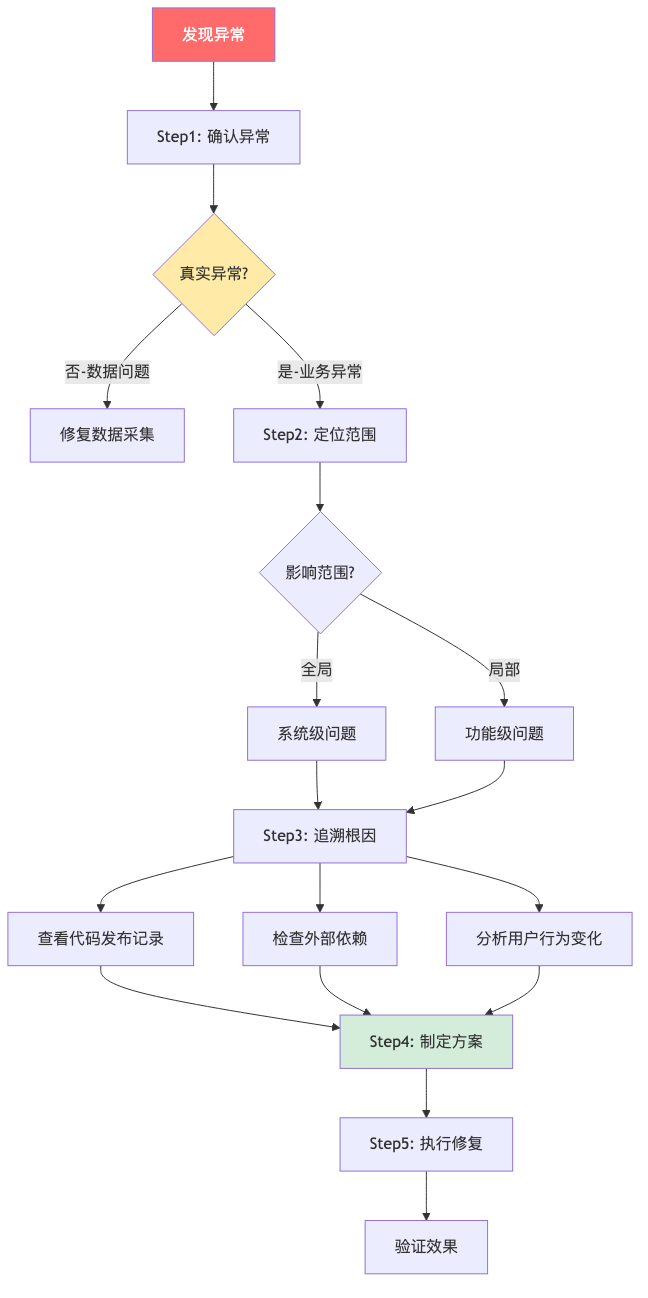 发现异常
Step1: 确认异常
真实异常?
否-数据问题
是-业务异常
修复数据采集
Step2: 定位范围
影响范围?
全局
局部
系统级问题
功能级问题
Step3: 追溯根因
查看代码发布记录
检查外部依赖
分析用户行为变化
Step4: 制定方案
Step5: 执行修复
验证效果